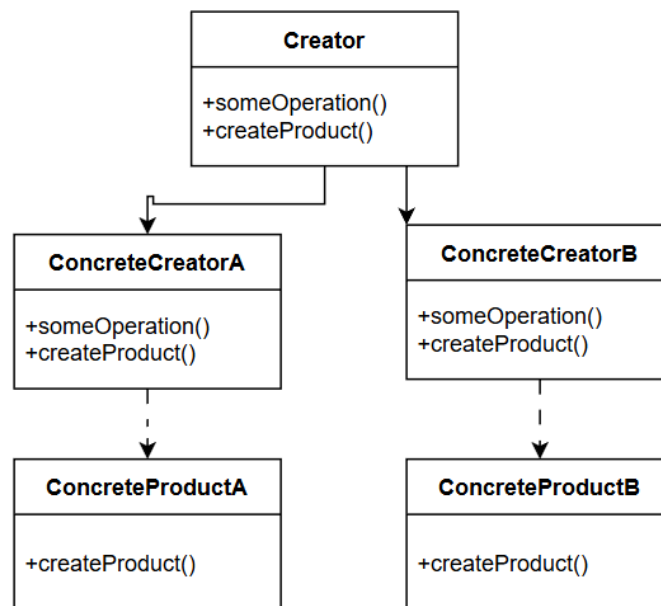 Creator
+someOperation()
+createProduct()
ConcreteCreatorA
+someOperation()
+createProduct()
ConcreteCreatorB
+someOperation()
+createProduct()
ConcreteProductA
+createProduct()
ConcreteProductB
+createProduct()